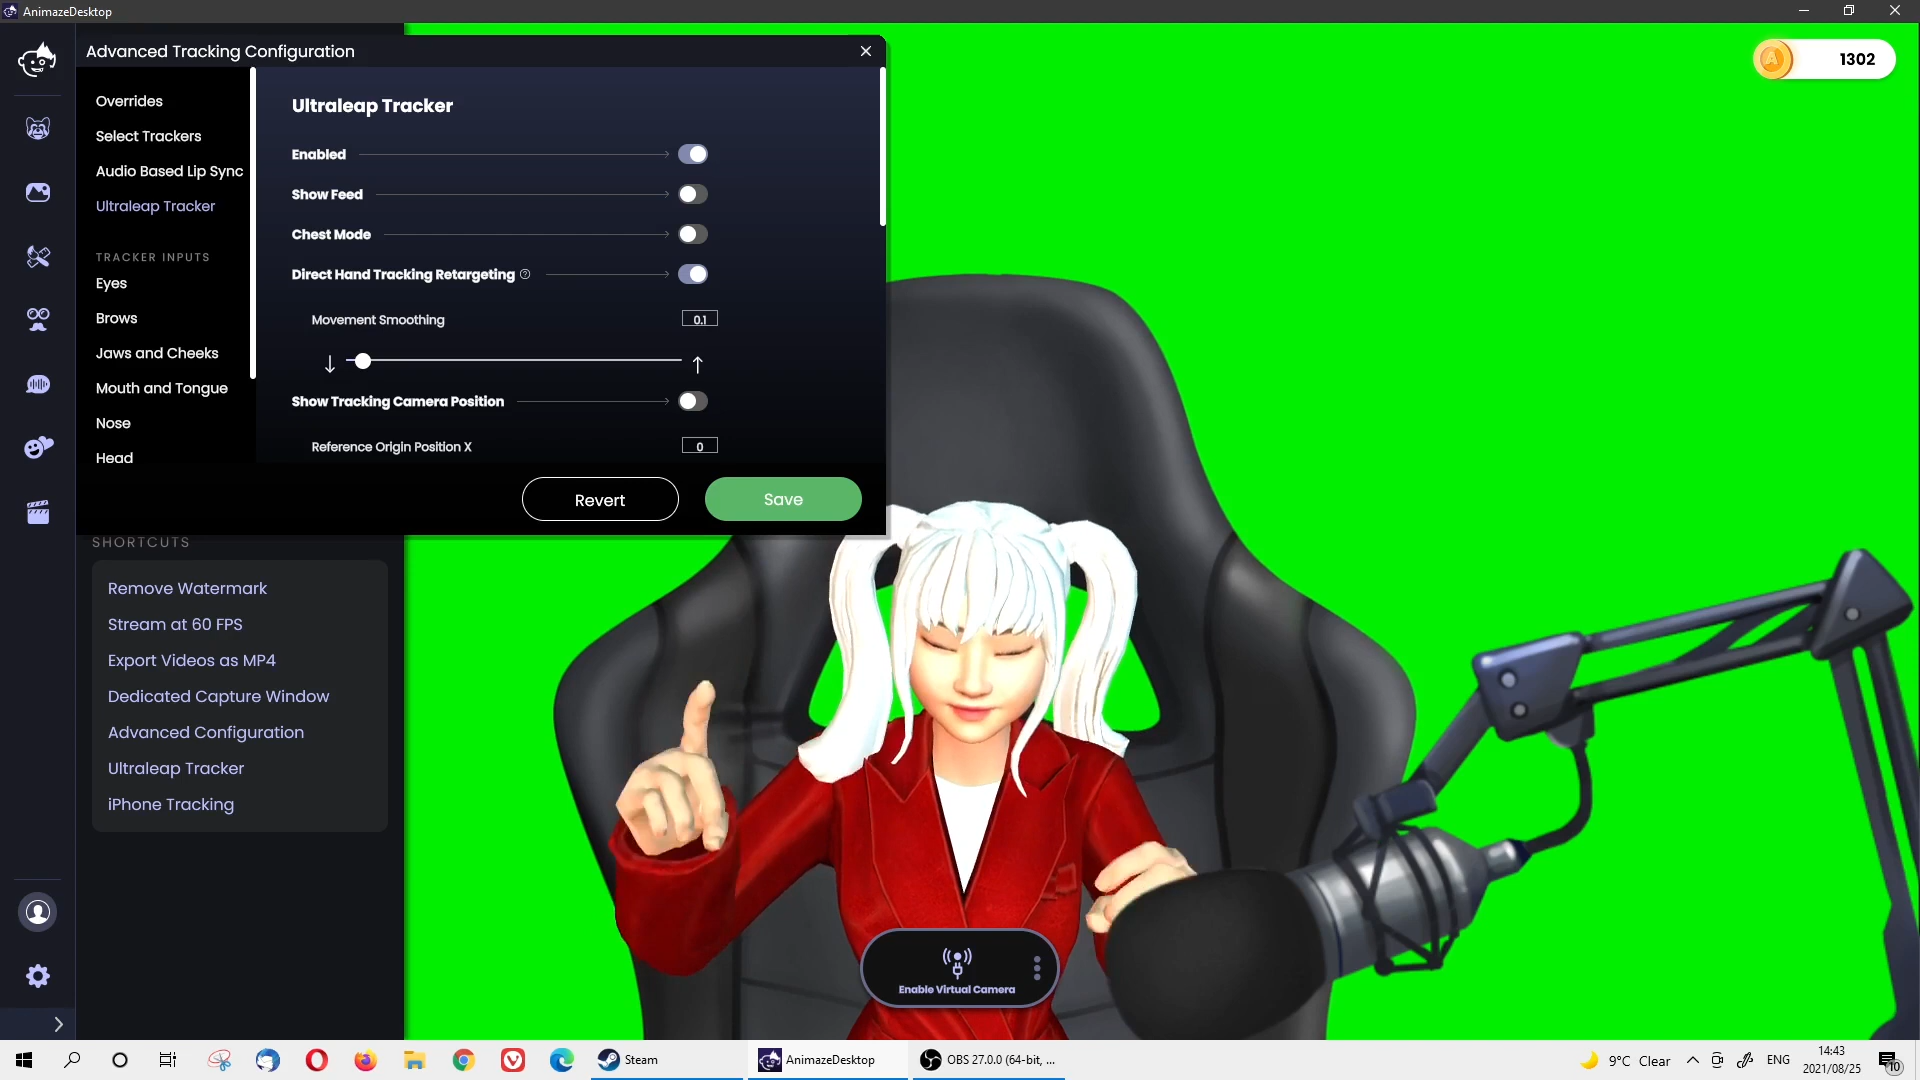 AnimazeDesktop
Advanced Tracking Configuration
1302
Overrides
Select Trackers
Audio Based Lip Sync
Ultraleap Tracker
TRACKER INPUTS
Eyes
Brows
Jaws and Cheeks
Mouth and Tongue
Nose
Head
Ultraleap Tracker
Enabled
Show Feed
Chest Mode
Direct Hand Tracking Retargeting
Movement Smoothing 0.1
Show Tracking Camera Position
Reference Origin Position X 0
Revert Save
SHORTCUTS
Remove Watermark
Stream at 60 FPS
Export Videos as MP4
Dedicated Capture Window
Advanced Configuration
Ultraleap Tracker
iPhone Tracking
Enable Virtual Camera
Steam AnimazeDesktop OBS 27.0.0 (64-bit, ... 9°C Clear ENG
14:43
2021/08/25
10